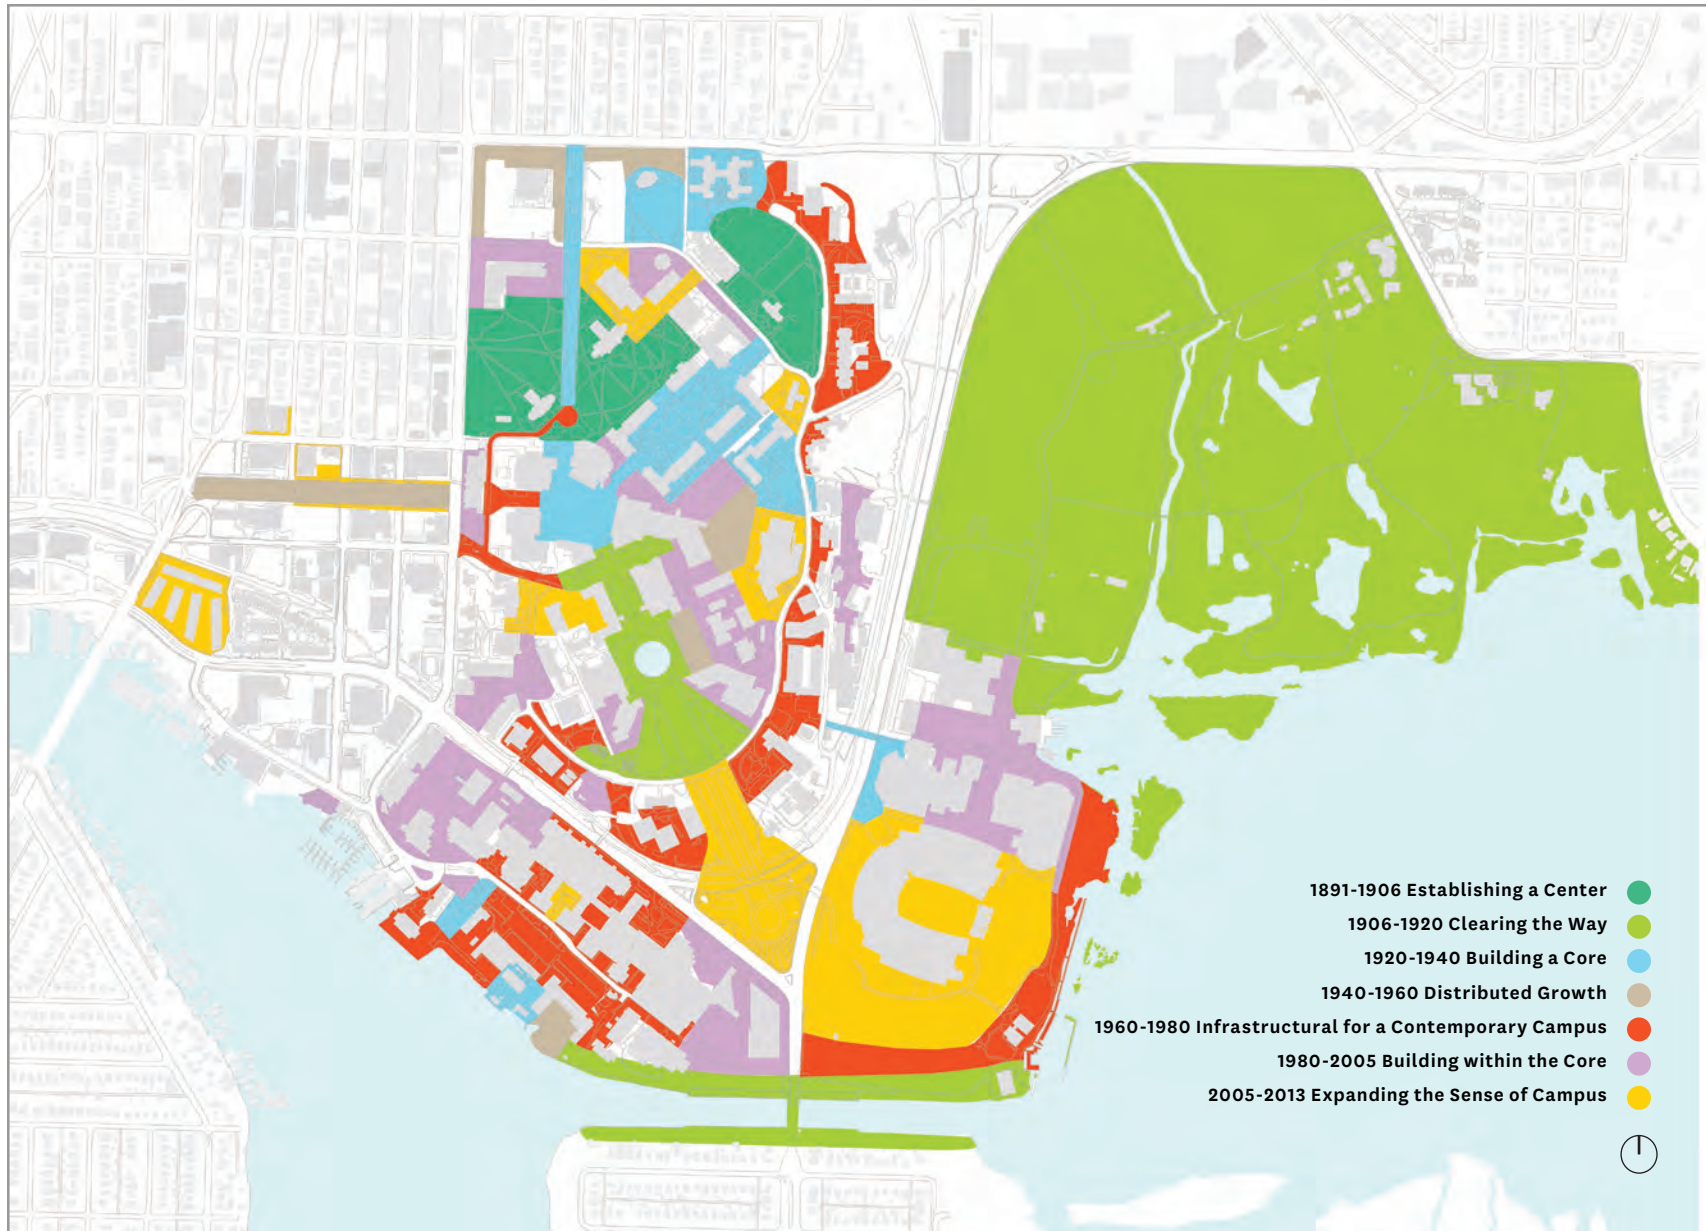 1891-1906 Establishing a Center
1906-1920 Clearing the Way
1920-1940 Building a Core
1940-1960 Distributed Growth
1960-1980 Infrastructural for a Contemporary Campus
1980-2005 Building within the Core
2005-2013 Expanding the Sense of Campus